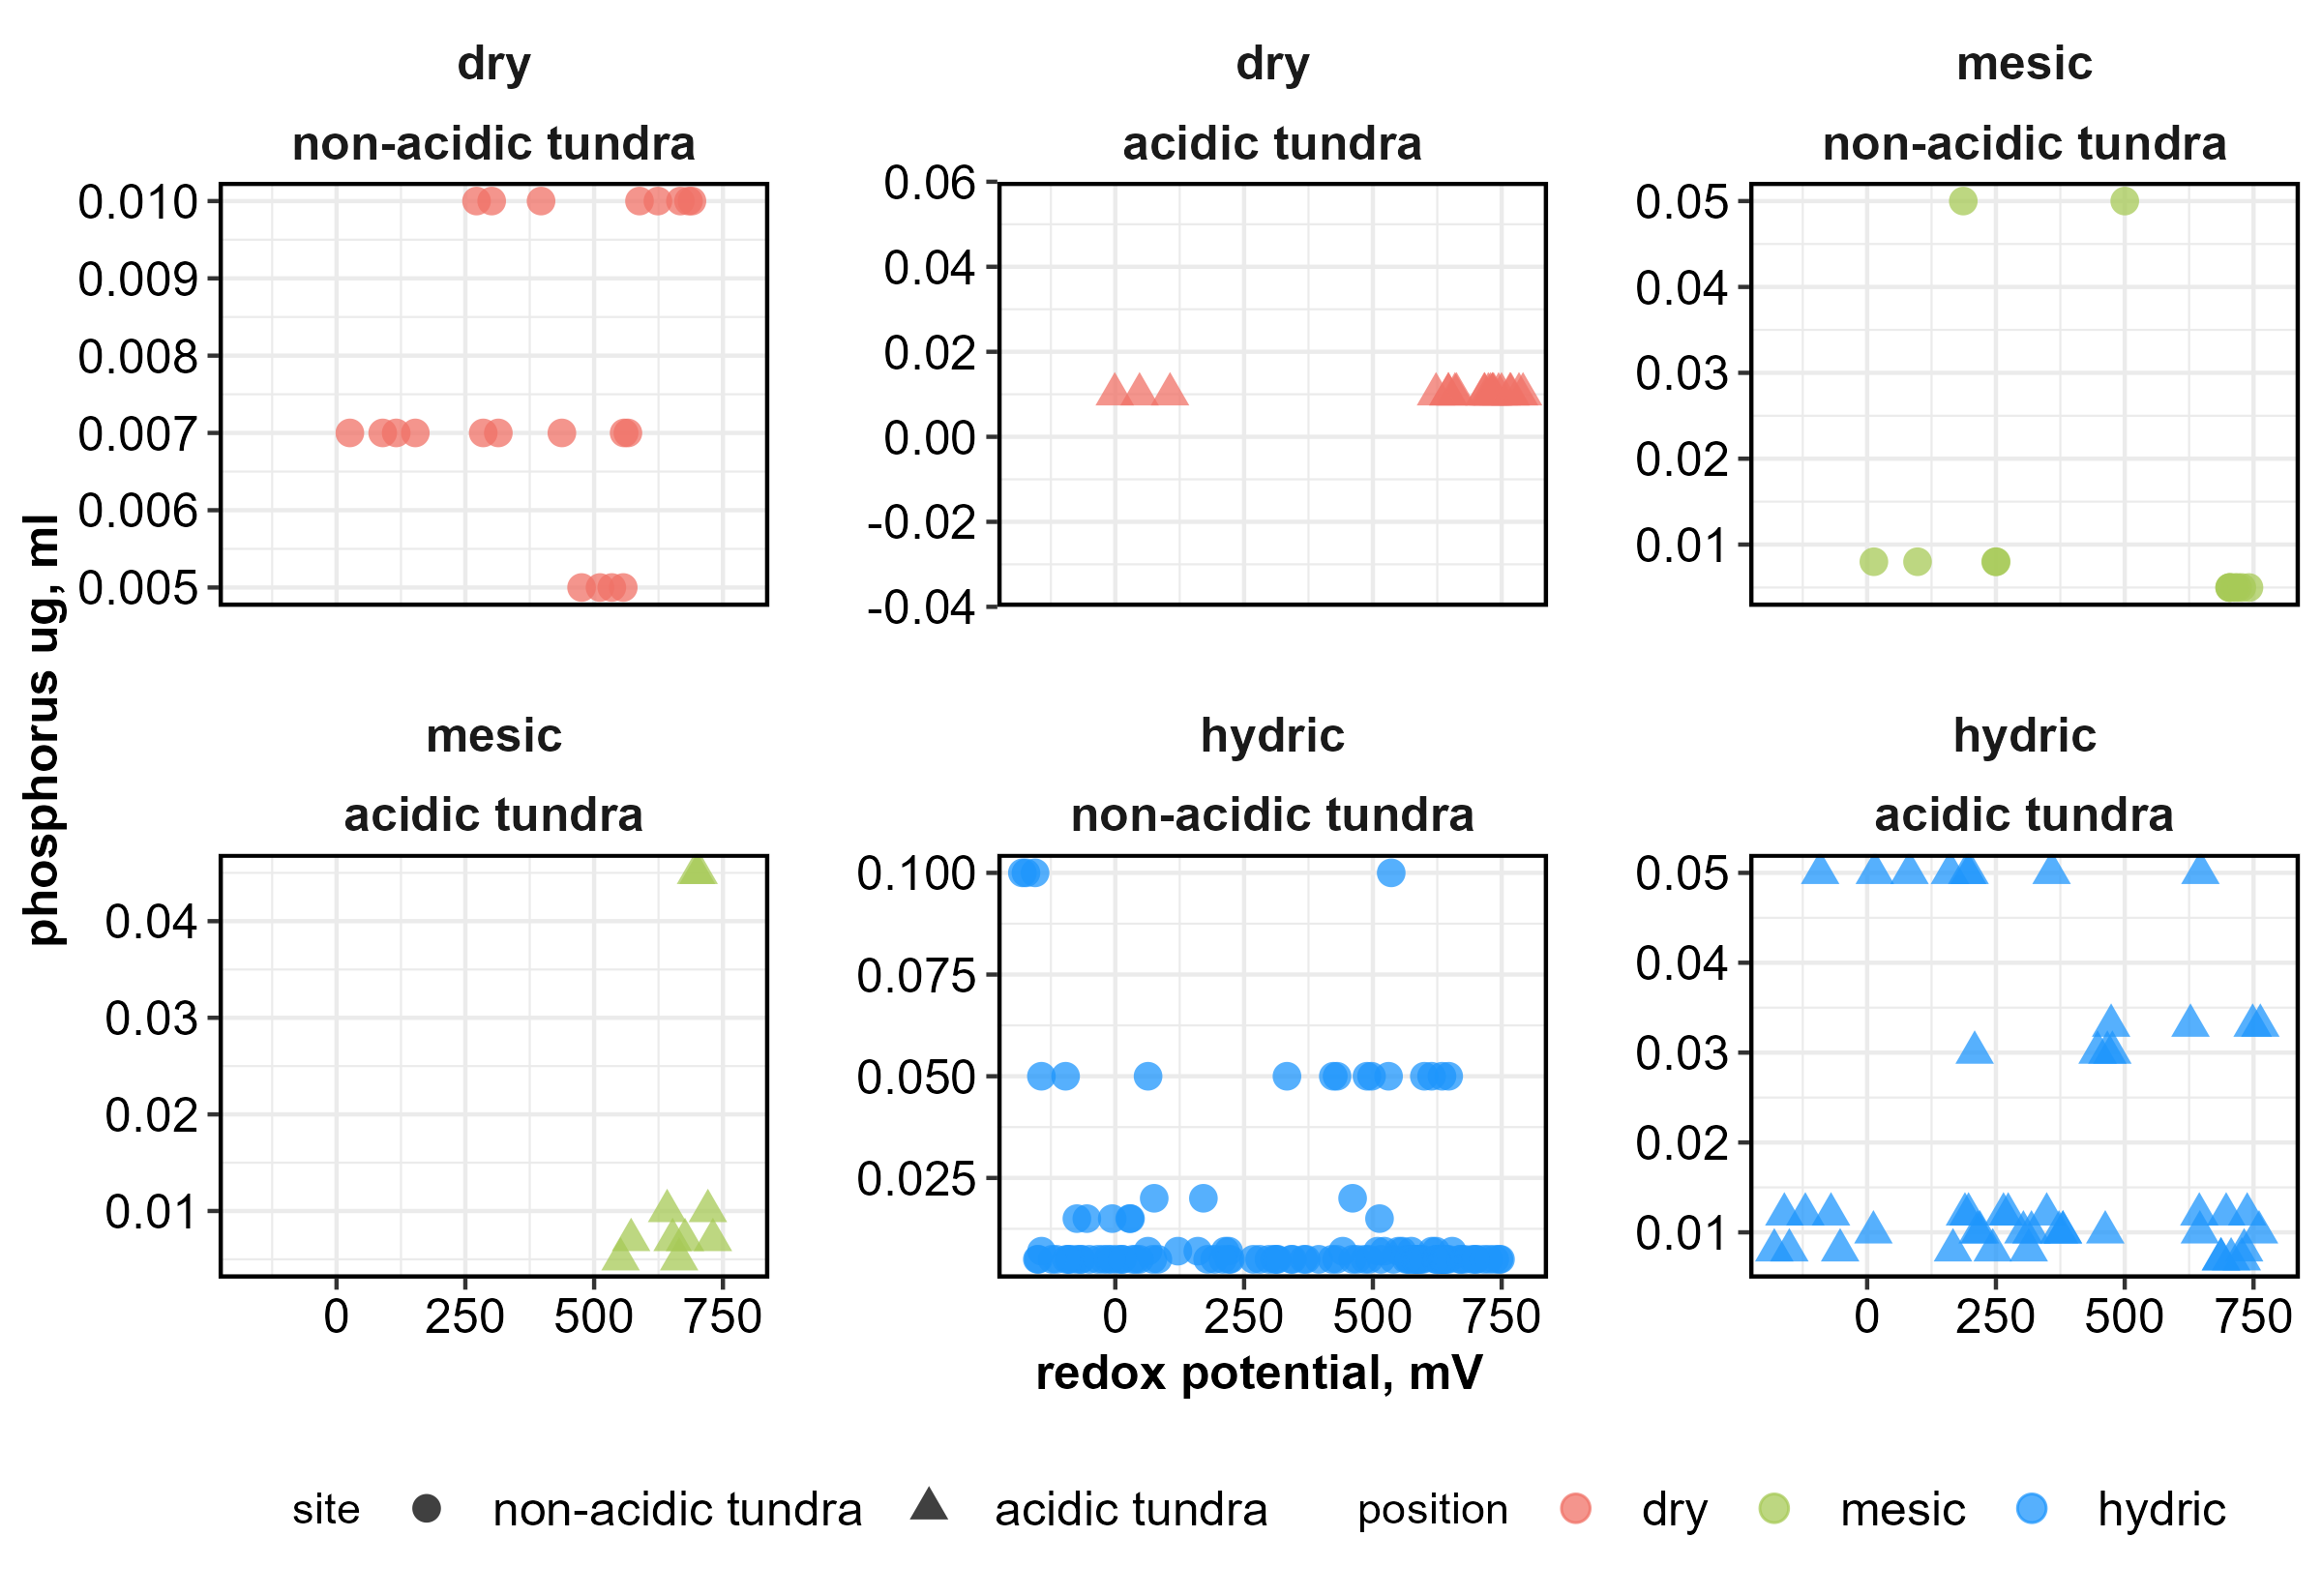 dry
non-acidic tundra
0.010
0.009
0.008
0.007
0.006
0.005
dry
acidic tundra
0.06
0.04
0.02
0.00
-0.02
-0.04
mesic
non-acidic tundra
0.05
0.04
0.03
0.02
0.01
phosphorus ug, ml
mesic
acidic tundra
0.04
0.03
0.02
0.01
0 250 500 750
hydric
non-acidic tundra
0.100
0.075
0.050
0.025
0 250 500 750
hydric
acidic tundra
0.05
0.04
0.03
0.02
0.01
0 250 500 750
redox potential, mV
site non-acidic tundra acidic tundra position dry mesic hydric